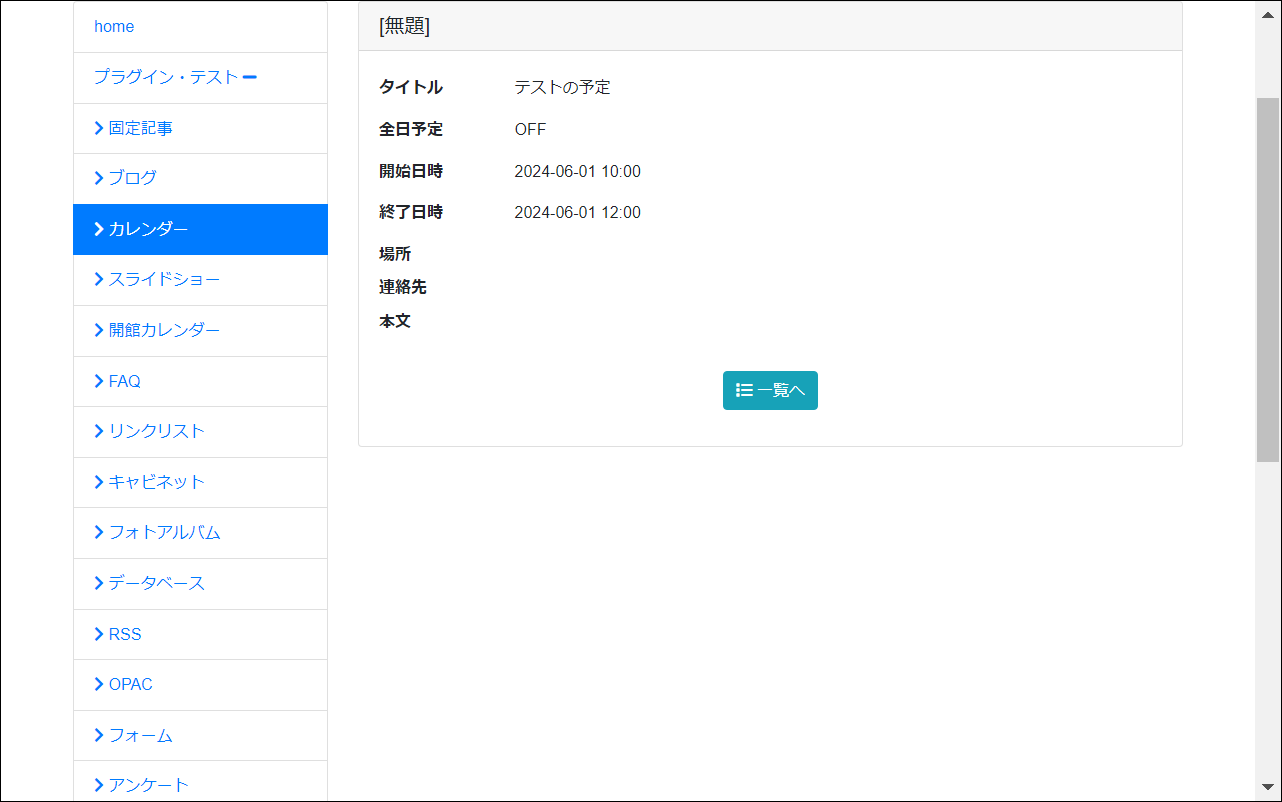 home
プラグイン・テスト
固定記事
ブログ
カレンダー
スライドショー
開館カレンダー
FAQ
リンクリスト
キャビネット
フォトアルバム
データベース
RSS
OPAC
フォーム
アンケート
[無題]
タイトル テストの予定
全日予定 OFF
開始日時 2024-06-01 10:00
終了日時 2024-06-01 12:00
場所
連絡先
本文
一覧へ